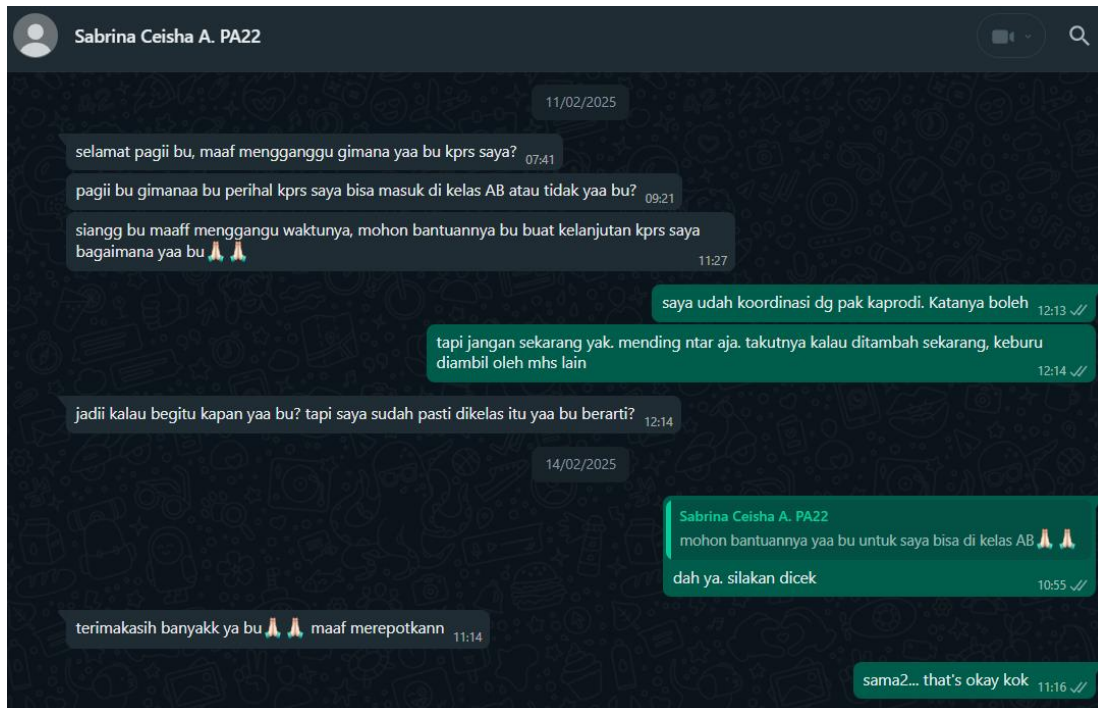 Sabrina Ceisha A. PA22
11/02/2025
selamat pagii bu, maaf mengganggu gimana yaa bu kprs saya? 07:41
pagii bu gimanaa bu perihal kprs saya bisa masuk di kelas AB atau tidak yaa bu? 09:21
siangg bu maaff menggangu waktunya, mohon bantuannya bu buat kelanjutan kprs saya
bagaimana yaa bu🙏🏻 🙏🏻 11:27
saya udah koordinasi dg pak kaprodi. Katanya boleh 12:13
tapi jangan sekarang yak. mending ntar aja. takutnya kalau ditambah sekarang, keburu
diambil oleh mhs lain 12:14
jadii kalau begitu kapan yaa bu? tapi saya sudah pasti dikelas itu yaa bu berarti? 12:14
14/02/2025
Sabrina Ceisha A. PA22
mohon bantuannya yaa bu untuk saya bisa di kelas AB🙏🏻 🙏🏻
dah ya. silakan dicek 10:55
terimakasih banyakk ya bu🙏🏻 🙏🏻 maaf merepotkann 11:14
sama2... that's okay kok 11:16